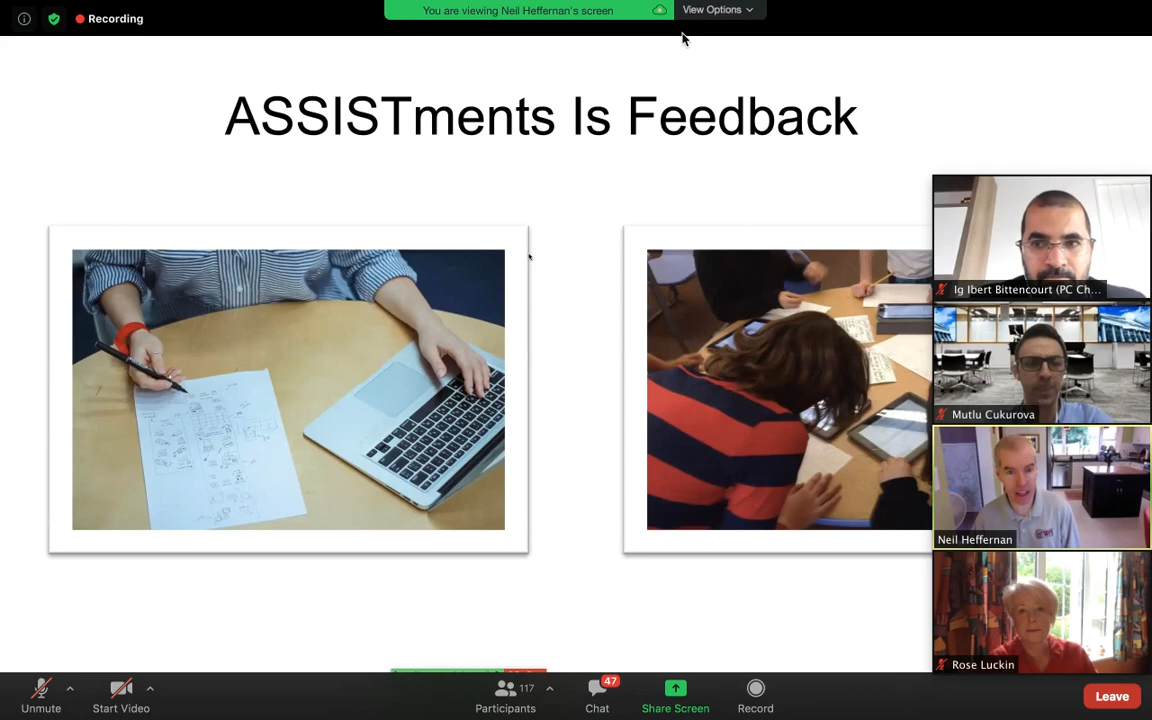 Recording
You are viewing Neil Heffernan's screen
View Options
ASSISTments Is Feedback
Ig Ibert Bittencourt (PC Ch...
Mutlu Cukurova
Neil Heffernan
Rose Luckin
Unmute
Start Video
117
Participants
47
Chat
Share Screen
Record
Leave